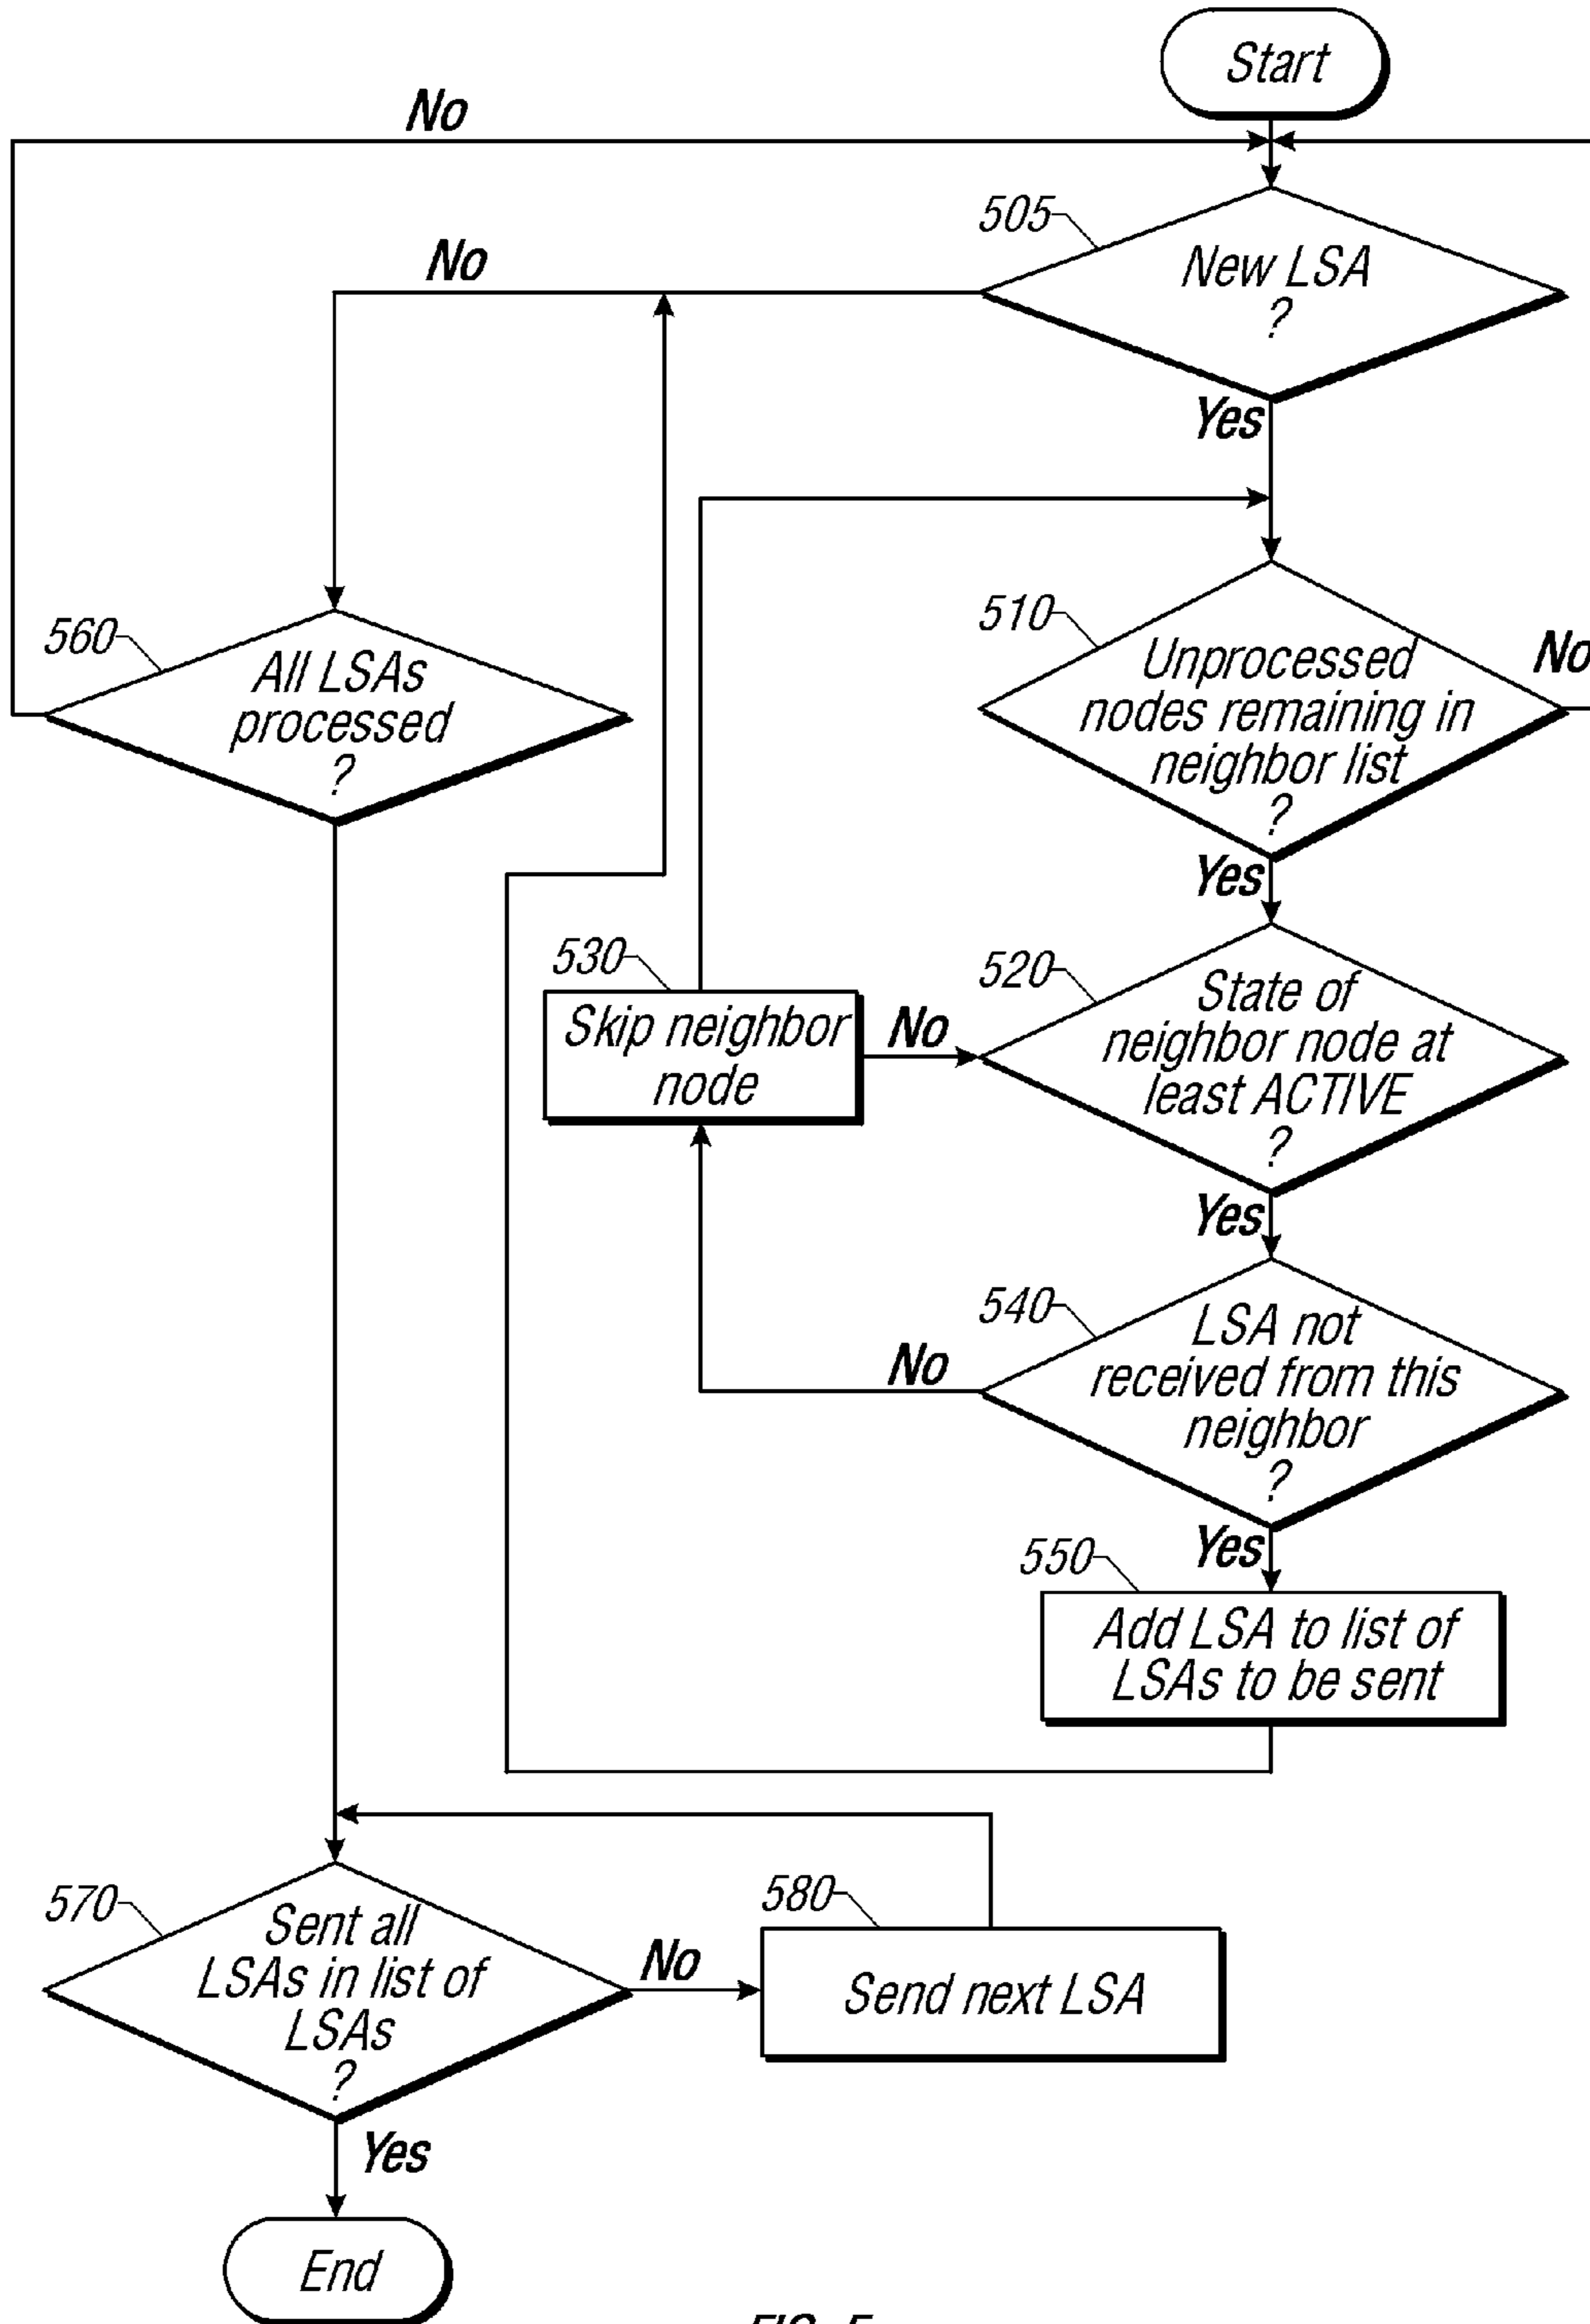 Start
No
505
New LSA
?
No
Yes
510
Unprocessed
nodes remaining in
neighbor list
?
No
Yes
560
All LSAs
processed
?
520
State of
neighbor node at
least ACTIVE
?
530
Skip neighbor
node
No
Yes
540
LSA not
received from this
neighbor
?
No
Yes
550
Add LSA to list of
LSAs to be sent
570
Sent all
LSAs in list of
LSAs
?
No
580
Send next LSA
Yes
End